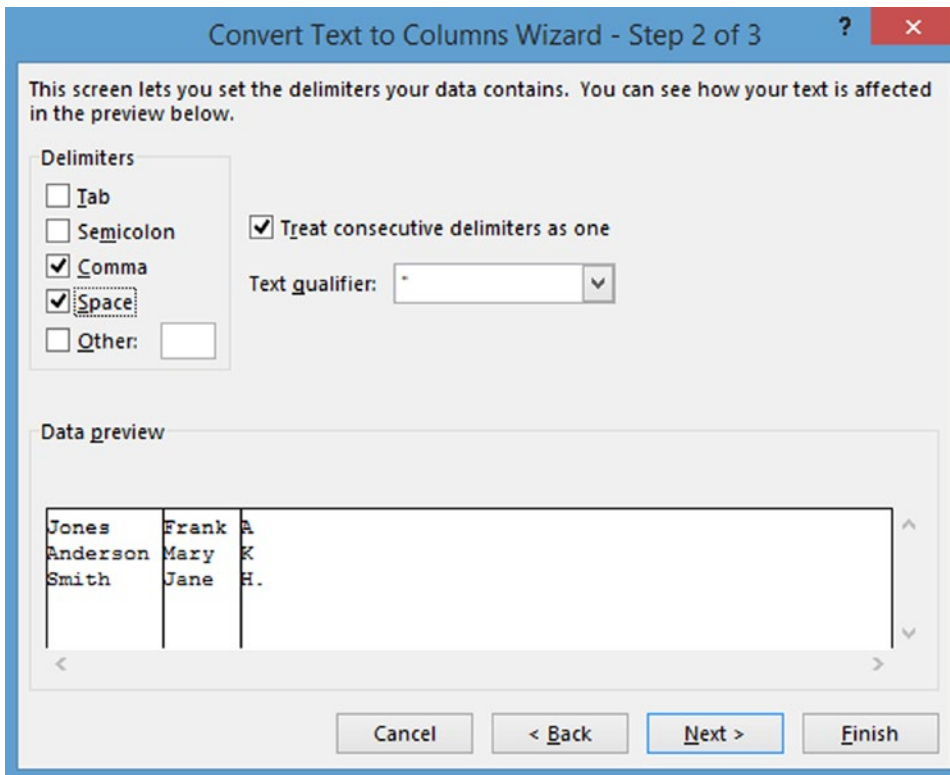 Convert Text to Columns Wizard - Step 2 of 3
?
This screen lets you set the delimiters your data contains. You can see how your text is affected
in the preview below.
Delimiters
Tab
Semicolon
Comma
Space
Other:
Treat consecutive delimiters as one
Text qualifier: "
Data preview
Jones Frank A
Anderson Mary K
Smith Jane H.
Cancel < Back Next > Finish